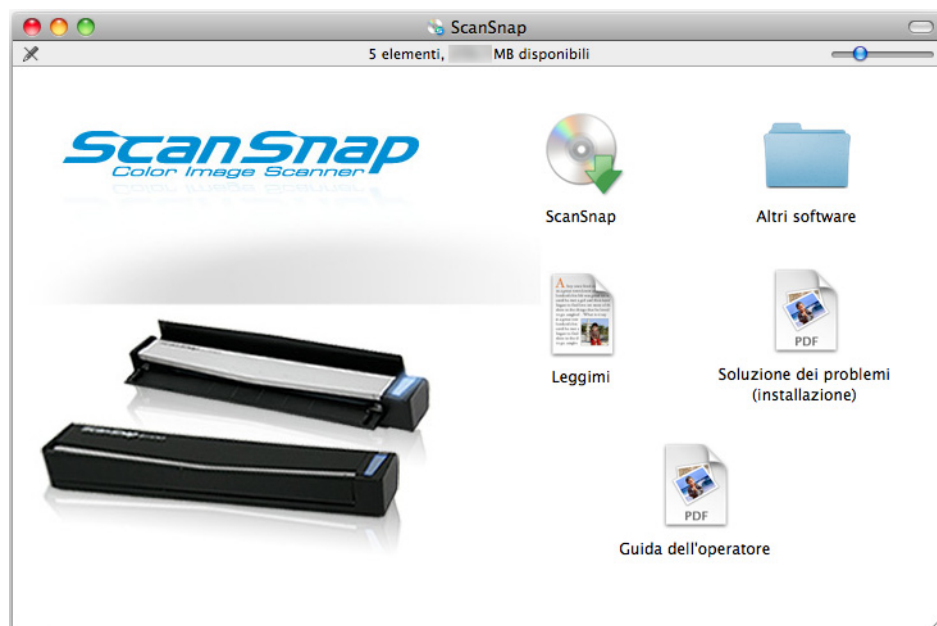 ScanSnap
5 elementi, MB disponibili
ScanSnap
Color Image Scanner
ScanSnap
Altri software
Leggimi
PDF
Soluzione dei problemi
(installazione)
ScanSnap
PDF
Guida dell'operatore